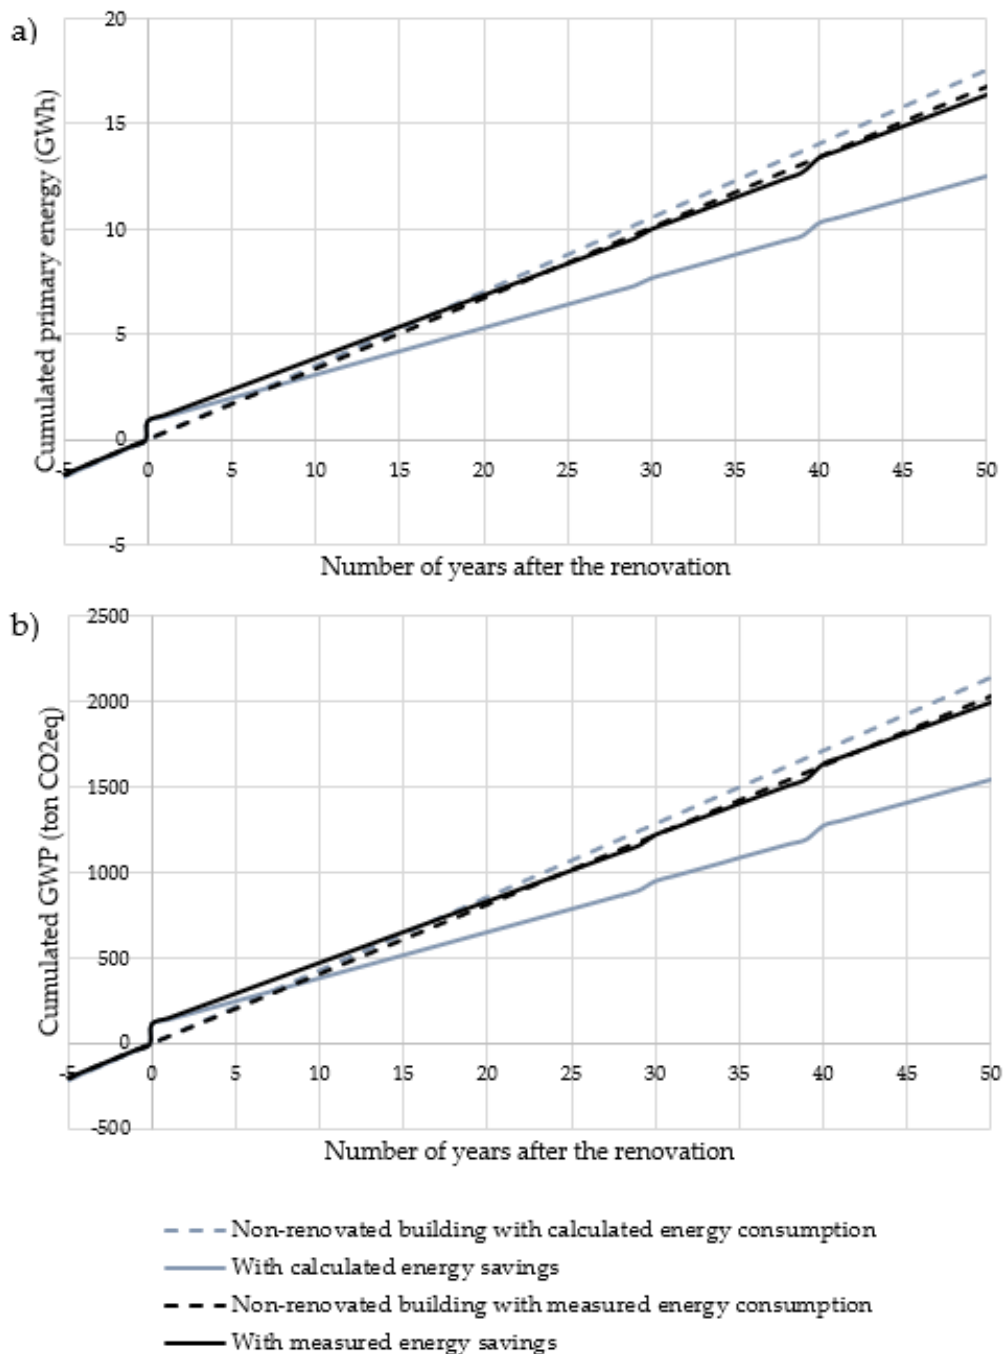 a)
Cumulated primary energy (GWh)
20
15
10
5
0
-5
-5 0 5 10 15 20 25 30 35 40 45 50
Number of years after the renovation
b)
Cumulated GWP (ton CO2eq)
2500
2000
1500
1000
500
0
-500
-5 0 5 10 15 20 25 30 35 40 45 50
Number of years after the renovation
Non-renovated building with calculated energy consumption
With calculated energy savings
Non-renovated building with measured energy consumption
With measured energy savings